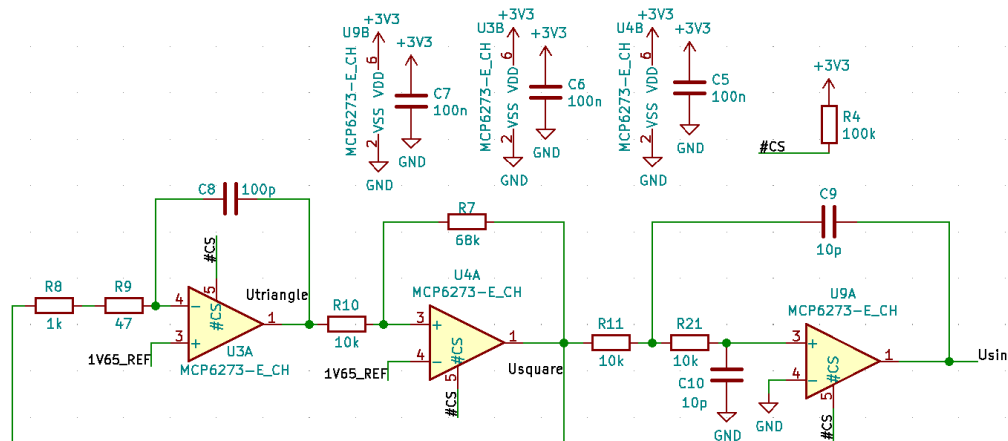 +3V3
U9B
+3V3
6
MCP6273-E_CH
VSS VDD
C7
100n
2
GND
GND
+3V3
U3B
+3V3
6
MCP6273-E_CH
VSS VDD
C6
100n
2
GND
GND
+3V3
U4B
+3V3
6
MCP6273-E_CH
VSS VDD
C5
100n
2
GND
GND
+3V3
R4
100k
#CS
C8
100p
#CS
R8
1k
R9
47
4
5
−
#CS
+
3
1
Utriangle
1V65_REF
U3A
MCP6273-E_CH
R7
68k
U4A
MCP6273-E_CH
R10
10k
3
+
−
4
#CS
5
1
1V65_REF
#CS
Usquare
C9
10p
U9A
MCP6273-E_CH
R11
10k
R21
10k
C10
10p
GND
GND
3
+
−
4
#CS
5
1
Usin
#CS